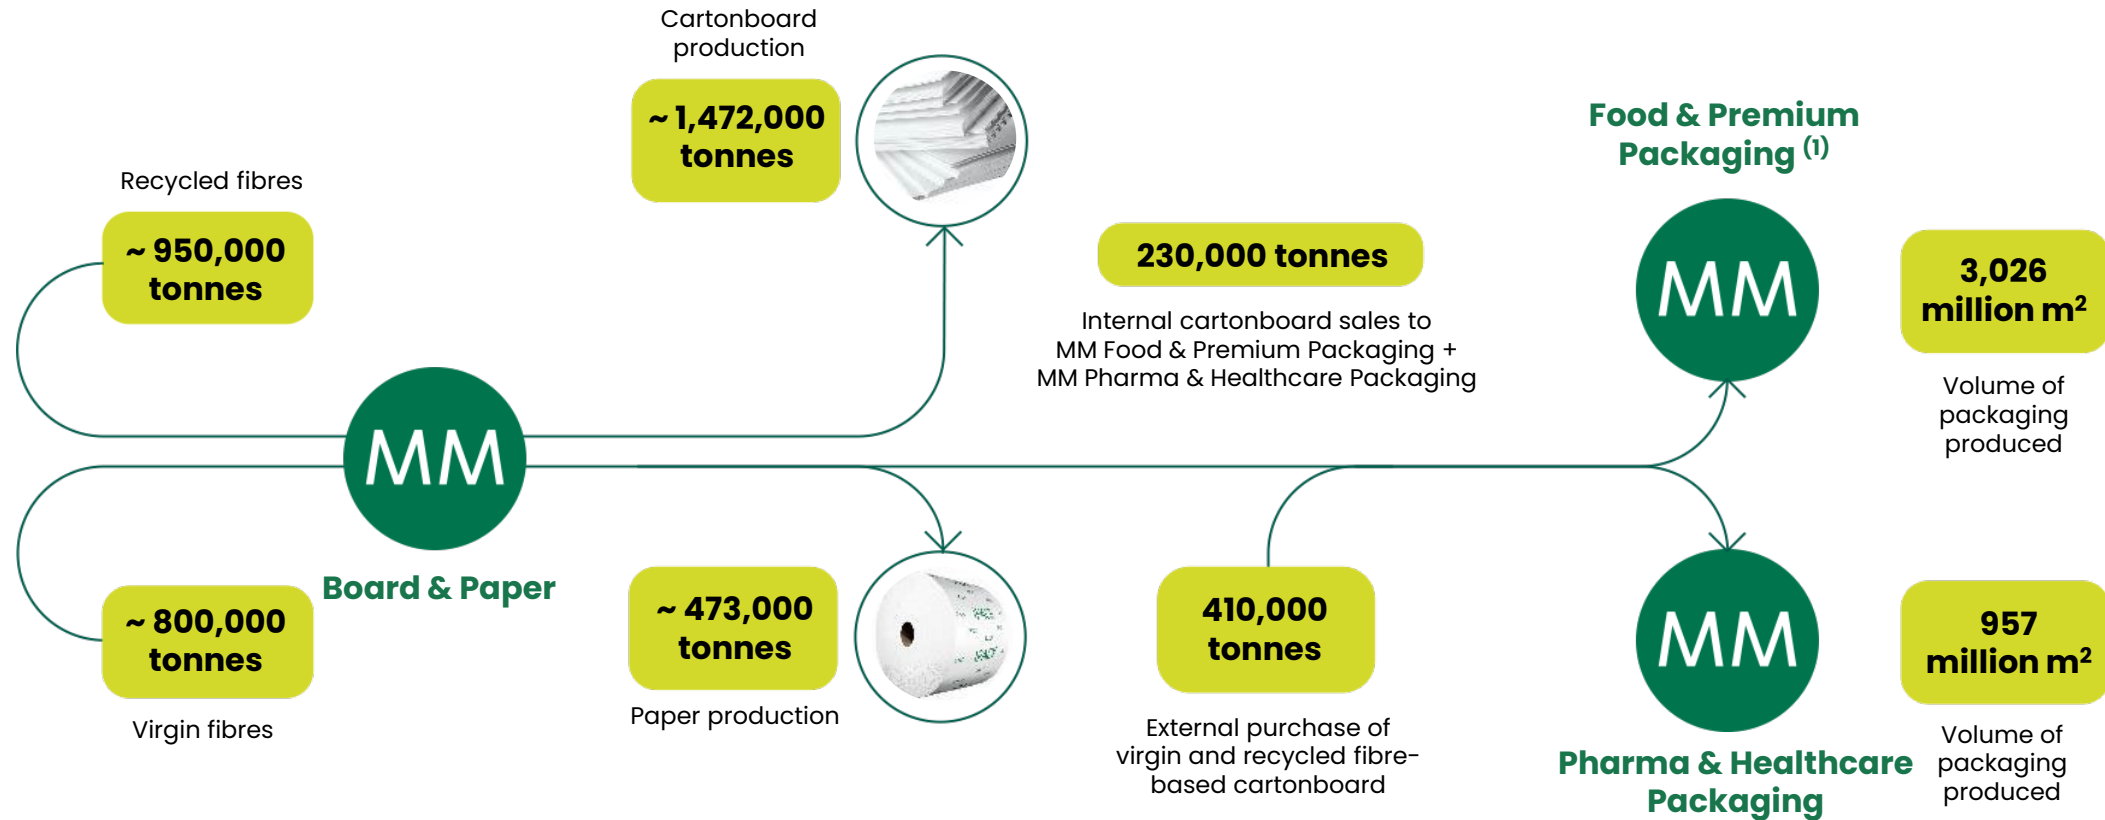 Cartonboard
production
~ 1,472,000
tonnes
Recycled fibres
~ 950,000
tonnes
MM
Board & Paper
~ 800,000
tonnes
Virgin fibres
~ 473,000
tonnes
Paper production
230,000 tonnes
Internal cartonboard sales to
MM Food & Premium Packaging +
MM Pharma & Healthcare Packaging
410,000
tonnes
External purchase of
virgin and recycled fibre-
based cartonboard
Food & Premium
Packaging (1)
MM
3,026
million m²
Volume of
packaging
produced
MM
Pharma & Healthcare
Packaging
957
million m²
Volume of
packaging
produced